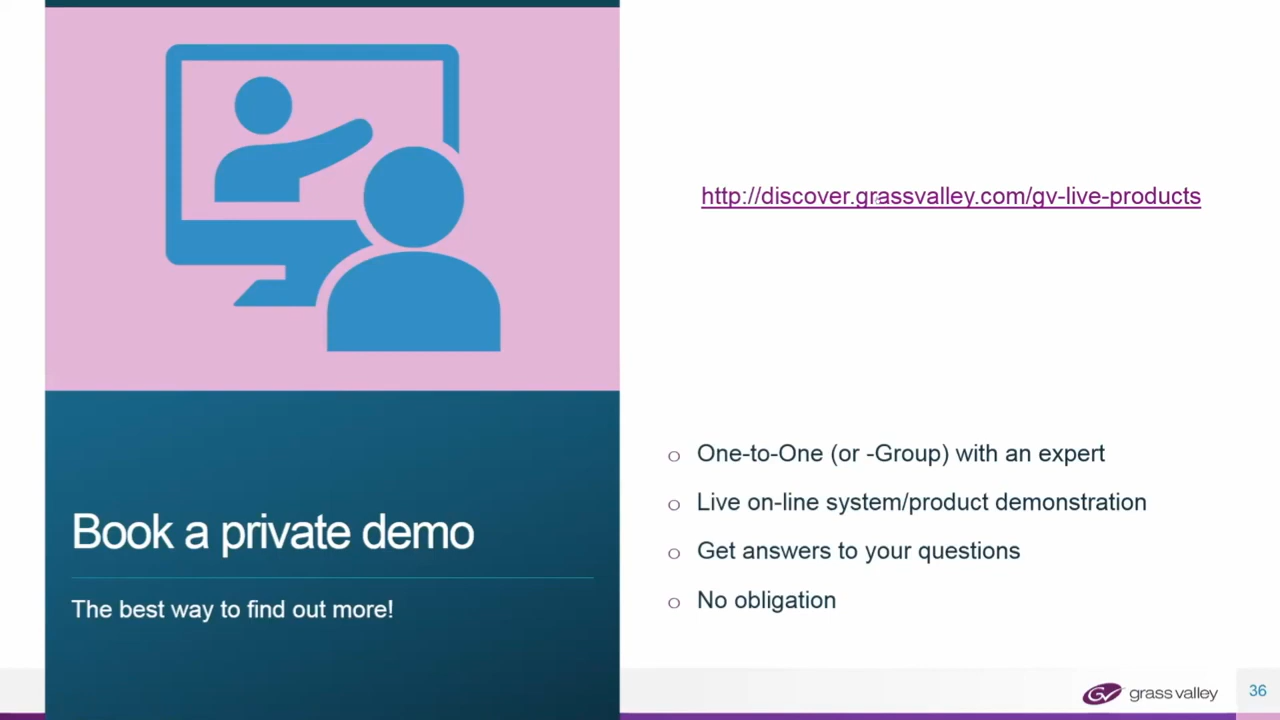 http://discover.grassvalley.com/gv-live-products
One-to-One (or -Group) with an expert
Live on-line system/product demonstration
Get answers to your questions
No obligation
Book a private demo
The best way to find out more!
GV grass valley
36